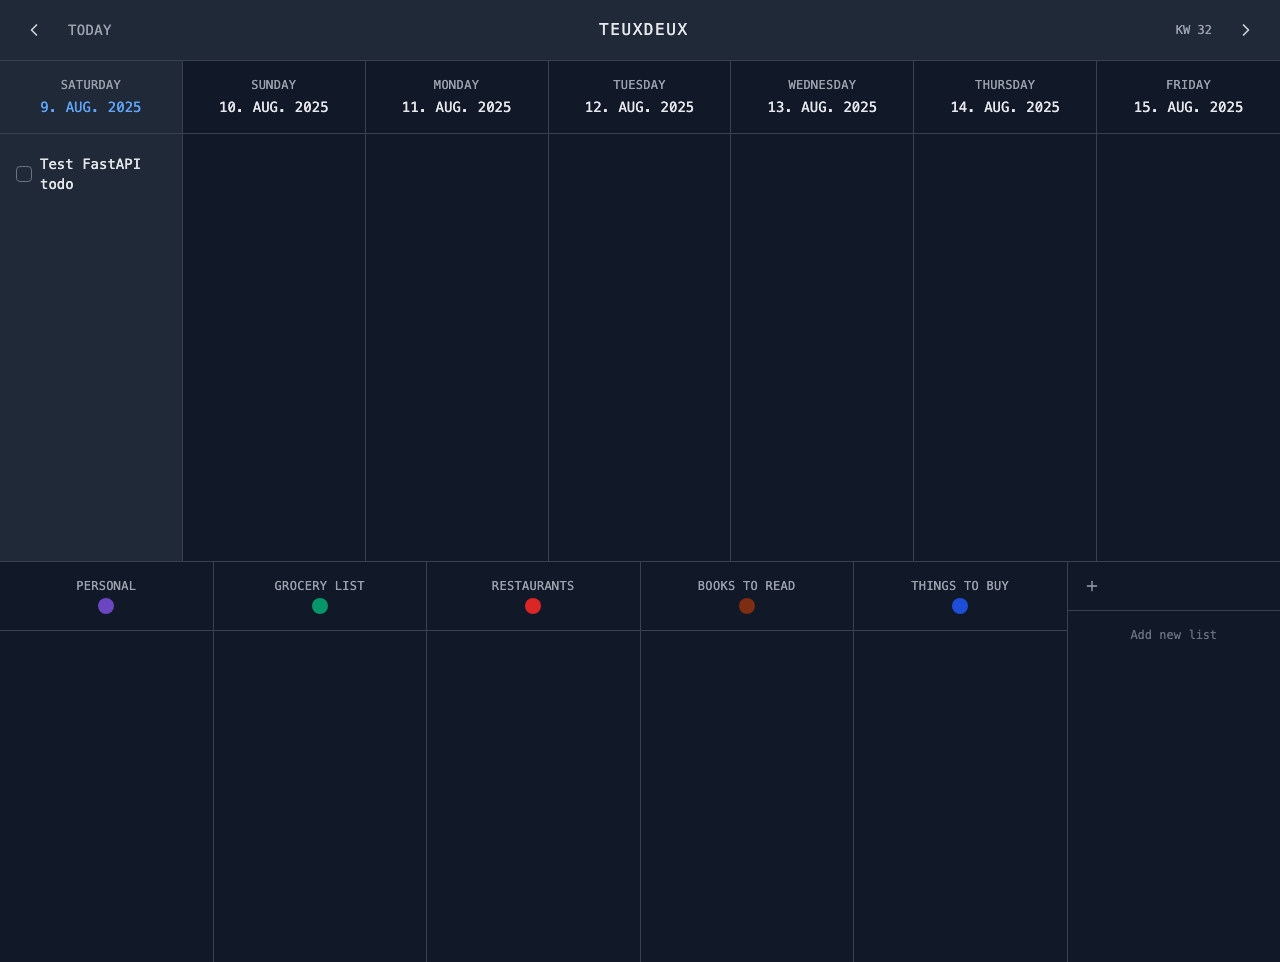 TODAY
TEUXDEUX
KW 32
SATURDAY
9. AUG. 2025
SUNDAY
10. AUG. 2025
MONDAY
11. AUG. 2025
TUESDAY
12. AUG. 2025
WEDNESDAY
13. AUG. 2025
THURSDAY
14. AUG. 2025
FRIDAY
15. AUG. 2025
Test FastAPI
todo
PERSONAL
GROCERY LIST
RESTAURANTS
BOOKS TO READ
THINGS TO BUY
+
Add new list